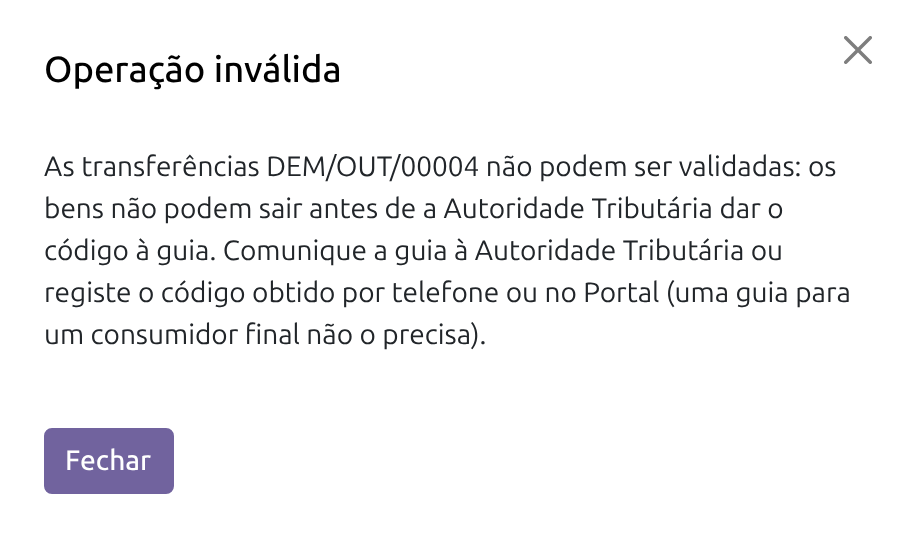 Operação inválida
As transferências DEM/OUT/00004 não podem ser validadas: os
bens não podem sair antes de a Autoridade Tributária dar o
código à guia. Comunique a guia à Autoridade Tributária ou
registe o código obtido por telefone ou no Portal (uma guia para
um consumidor final não o precisa).
Fechar